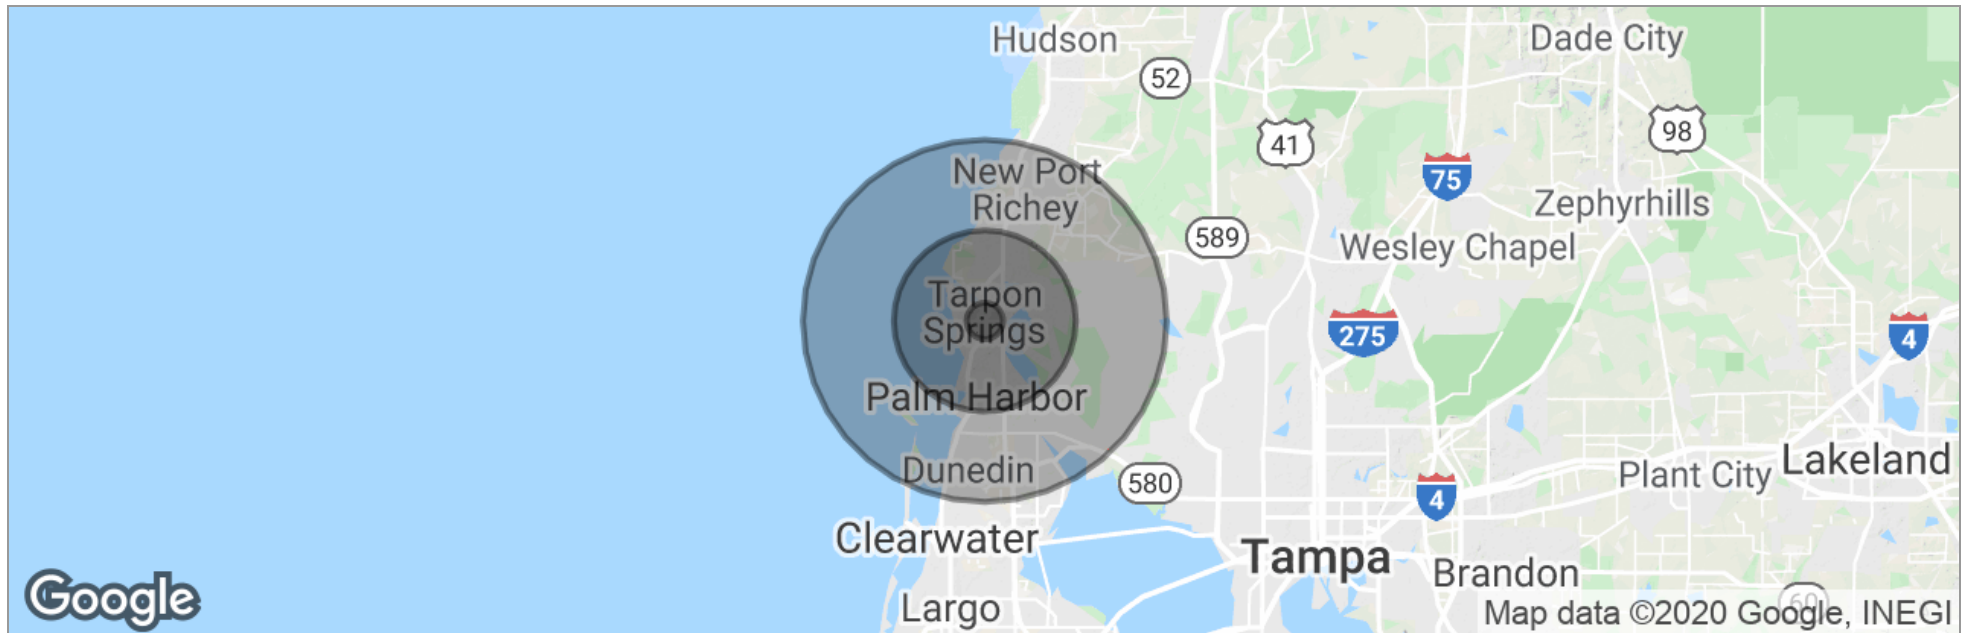 Hudson
Dade City
52
98
41
New Port
Richey
75
Zephyrhills
589
Wesley Chapel
Tarpon
Springs
275
4
Palm Harbor
Dunedin
580
Plant City
Lakeland
4
Clearwater
Tampa
Brandon
Google
Largo
60
Map data ©2020 Google, INEGI